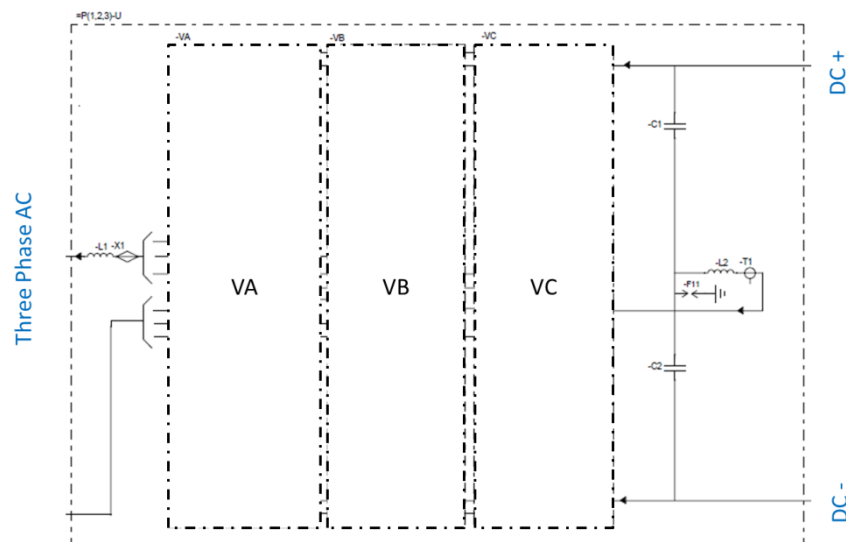 =P(1,2,3)-U
-VA
-VB
-VC
DC +
-C1
Three Phase AC
-L1
-X1
-L2
-T1
-F11
VA
VB
VC
-C2
DC -